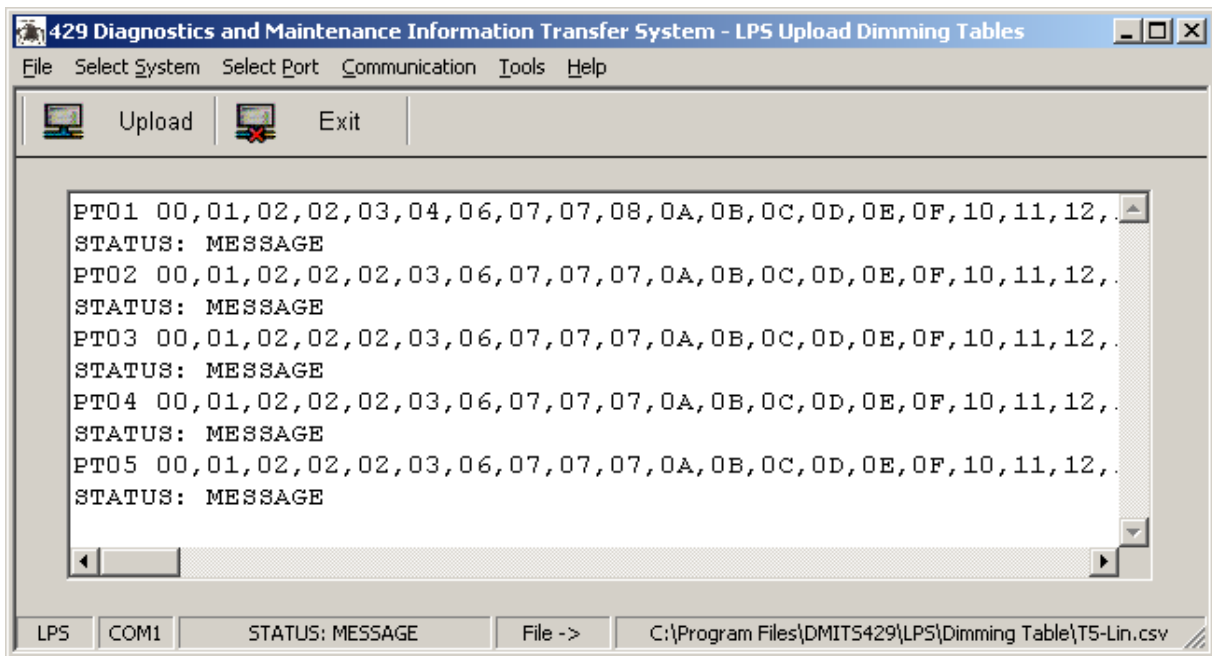 429 Diagnostics and Maintenance Information Transfer System - LPS Upload Dimming Tables
File Select System Select Port Communication Tools Help
Upload Exit
PT01 00,01,02,02,03,04,06,07,07,08,0A,0B,0C,0D,0E,0F,10,11,12,.
STATUS: MESSAGE
PT02 00,01,02,02,02,03,06,07,07,07,0A,0B,0C,0D,0E,0F,10,11,12,.
STATUS: MESSAGE
PT03 00,01,02,02,02,03,06,07,07,07,0A,0B,0C,0D,0E,0F,10,11,12,.
STATUS: MESSAGE
PT04 00,01,02,02,02,03,06,07,07,07,0A,0B,0C,0D,0E,0F,10,11,12,.
STATUS: MESSAGE
PT05 00,01,02,02,02,03,06,07,07,07,0A,0B,0C,0D,0E,0F,10,11,12,.
STATUS: MESSAGE
LPS COM1 STATUS: MESSAGE File -> C:\Program Files\DMITS429\LPS\Dimming Table\T5-Lin.csv